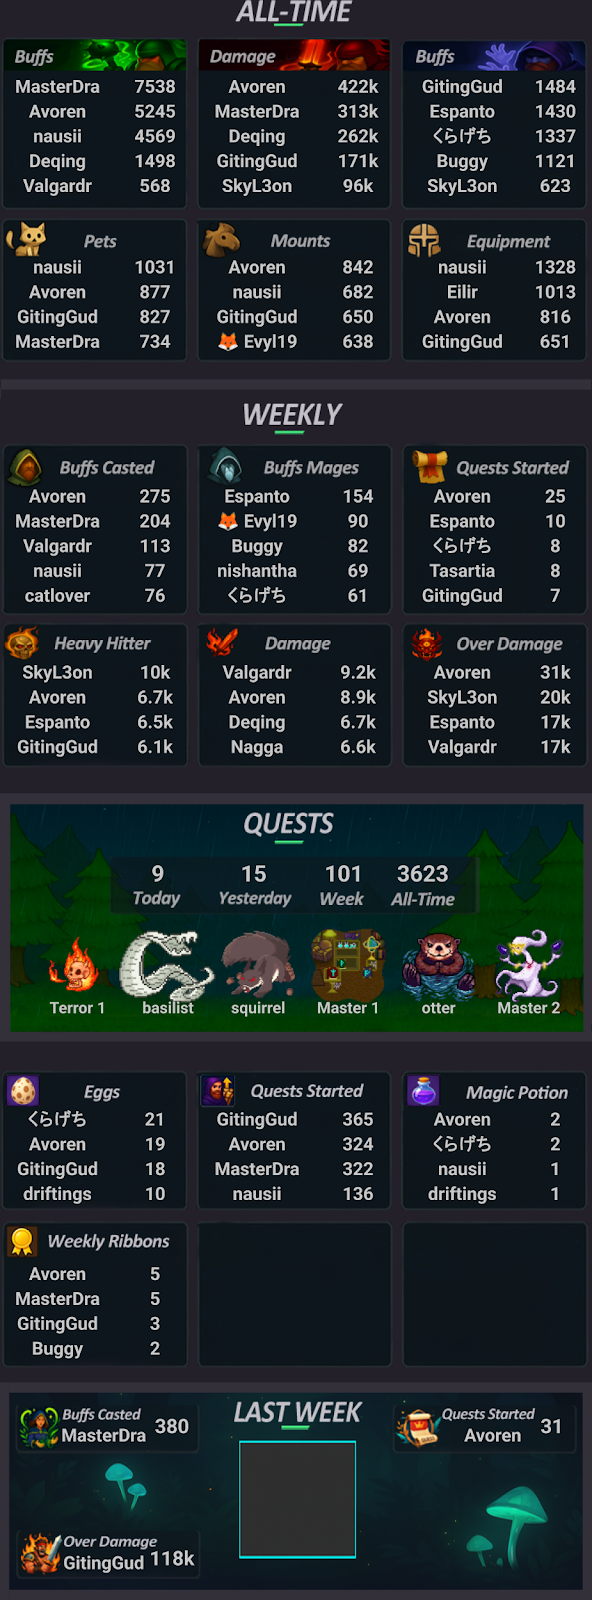 ALL-TIME
Buffs
MasterDra 7538
Avoren 5245
nausii 4569
Deqing 1498
Valgardr 568
Damage
Avoren 422k
MasterDra 313k
Deqing 262k
GitingGud 171k
SkyL3on 96k
Buffs
GitingGud 1484
Espanto 1430
くらげち 1337
Buggy 1121
SkyL3on 623
Pets
nausii 1031
Avoren 877
GitingGud 827
MasterDra 734
Mounts
Avoren 842
nausii 682
GitingGud 650
🦊 Evyl19 638
Equipment
nausii 1328
Eilir 1013
Avoren 816
GitingGud 651
WEEKLY
Buffs Casted
Avoren 275
MasterDra 204
Valgardr 113
nausii 77
catlover 76
Buffs Mages
Espanto 154
🦊 Evyl19 90
Buggy 82
nishantha 69
くらげち 61
Quests Started
Avoren 25
Espanto 10
くらげち 8
Tasartia 8
GitingGud 7
Heavy Hitter
SkyL3on 10k
Avoren 6.7k
Espanto 6.5k
GitingGud 6.1k
Damage
Valgardr 9.2k
Avoren 8.9k
Deqing 6.7k
Nagga 6.6k
Over Damage
Avoren 31k
SkyL3on 20k
Espanto 17k
Valgardr 17k
QUESTS
9 15 101 3623
Today Yesterday Week All-Time
Terror 1 basilist squirrel Master 1 otter Master 2
Eggs
くらげち 21
Avoren 19
GitingGud 18
driftings 10
Quests Started
GitingGud 365
Avoren 324
MasterDra 322
nausii 136
Magic Potion
Avoren 2
くらげち 2
nausii 1
driftings 1
Weekly Ribbons
Avoren 5
MasterDra 5
GitingGud 3
Buggy 2
LAST WEEK
Buffs Casted
MasterDra 380
Quests Started
Avoren 31
Over Damage
GitingGud 118k